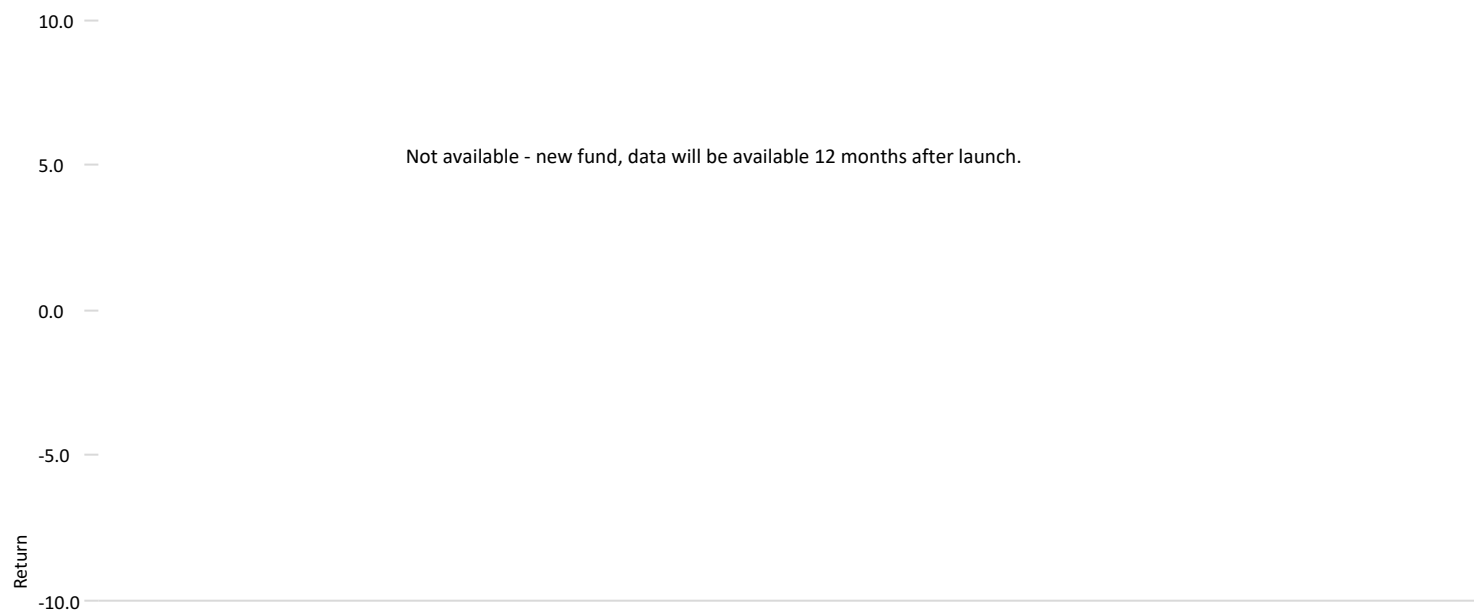 10.0
Not available - new fund, data will be available 12 months after launch.
5.0
0.0
-5.0
Return
-10.0